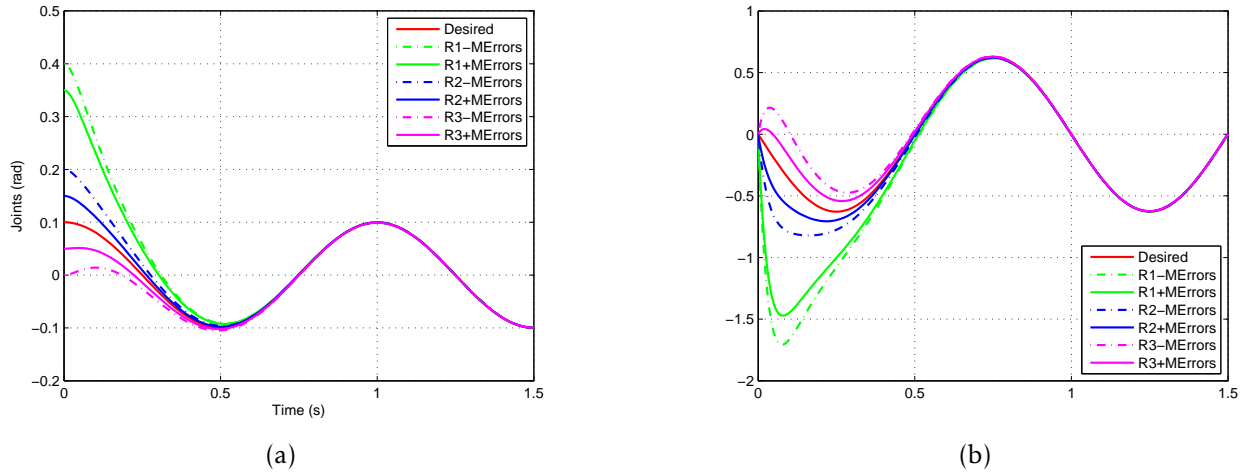 0.5
0.4
0.3
0.2
0.1
0
−0.1
−0.2
0
0.5
1
1.5
Joints (rad)
Time (s)
Desired
R1−MErrors
R1+MErrors
R2−MErrors
R2+MErrors
R3−MErrors
R3+MErrors
(a)
1
0.5
0
−0.5
−1
−1.5
−2
0
0.5
1
1.5
Desired
R1−MErrors
R1+MErrors
R2−MErrors
R2+MErrors
R3−MErrors
R3+MErrors
(b)